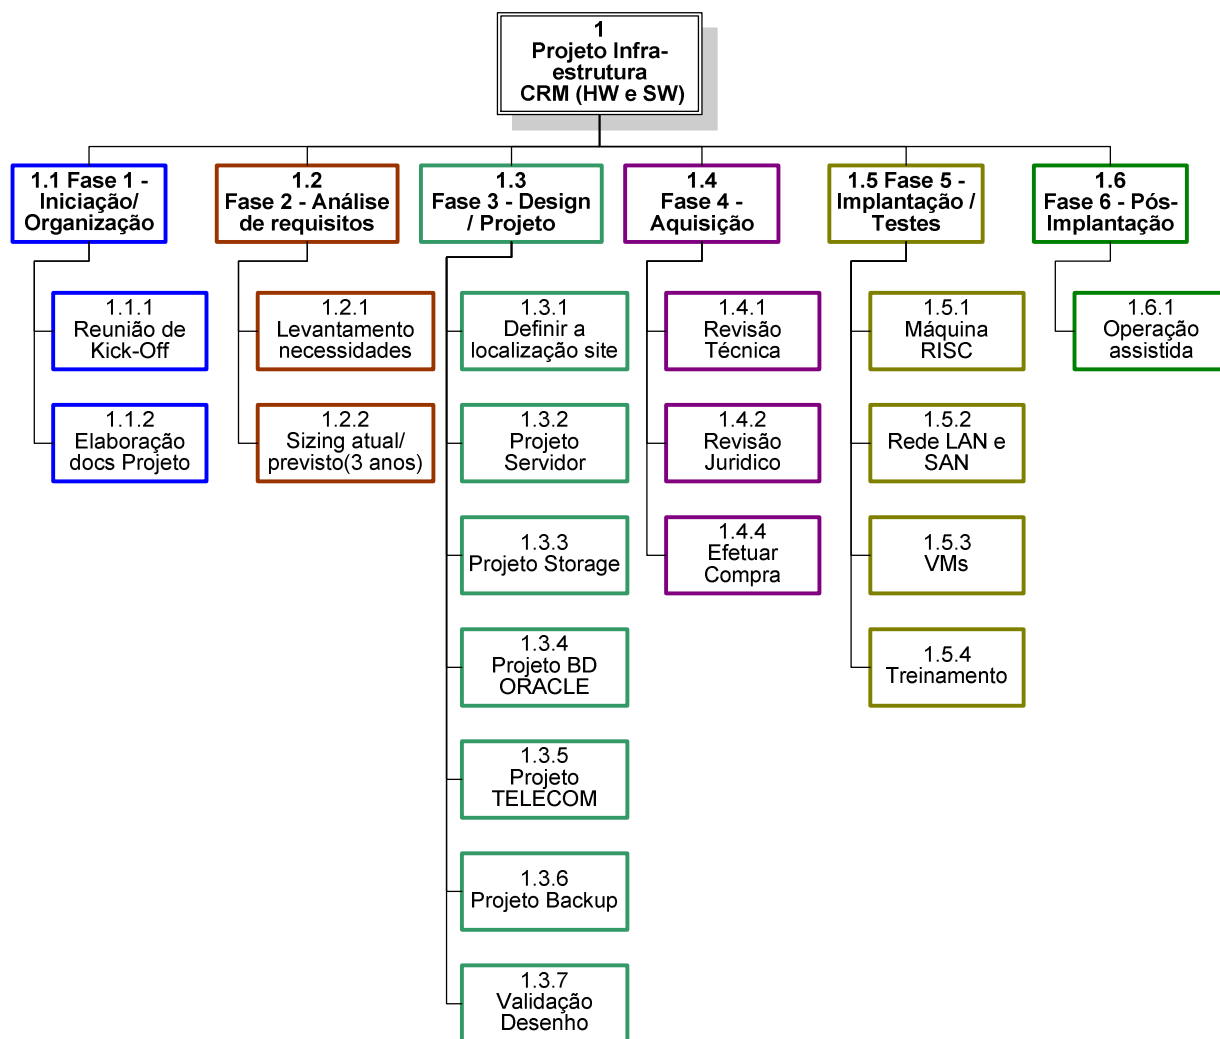 1
Projeto Infra-
estrutura
CRM (HW e SW)
1.1 Fase 1 -
Iniciação/
Organização
1.1.1
Reunião de
Kick-Off
1.1.2
Elaboração
docs Projeto
1.2
Fase 2 - Análise
de requisitos
1.2.1
Levantamento
necessidades
1.2.2
Sizing atual/
previsto(3 anos)
1.3
Fase 3 - Design
/ Projeto
1.3.1
Definir a
localização site
1.3.2
Projeto
Servidor
1.3.3
Projeto Storage
1.3.4
Projeto BD
ORACLE
1.3.5
Projeto
TELECOM
1.3.6
Projeto Backup
1.3.7
Validação
Desenho
1.4
Fase 4 -
Aquisição
1.4.1
Revisão
Técnica
1.4.2
Revisão
Juridico
1.4.4
Efetuar
Compra
1.5 Fase 5 -
Implantação /
Testes
1.5.1
Máquina
RISC
1.5.2
Rede LAN e
SAN
1.5.3
VMs
1.5.4
Treinamento
1.6
Fase 6 - Pós-
Implantação
1.6.1
Operação
assistida